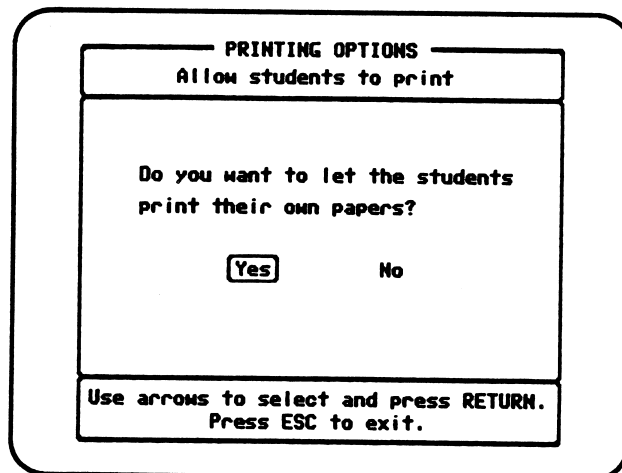 PRINTING OPTIONS
Allow students to print
Do you want to let the students
print their own papers?
Yes No
Use arrows to select and press RETURN.
Press ESC to exit.